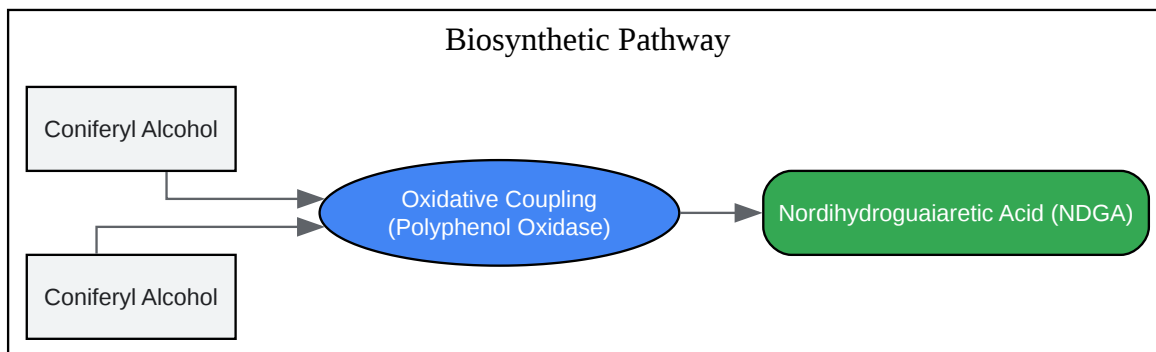 Biosynthetic Pathway
Coniferyl Alcohol
Oxidative Coupling
(Polyphenol Oxidase)
Nordihydroguaiaretic Acid (NDGA)
Coniferyl Alcohol